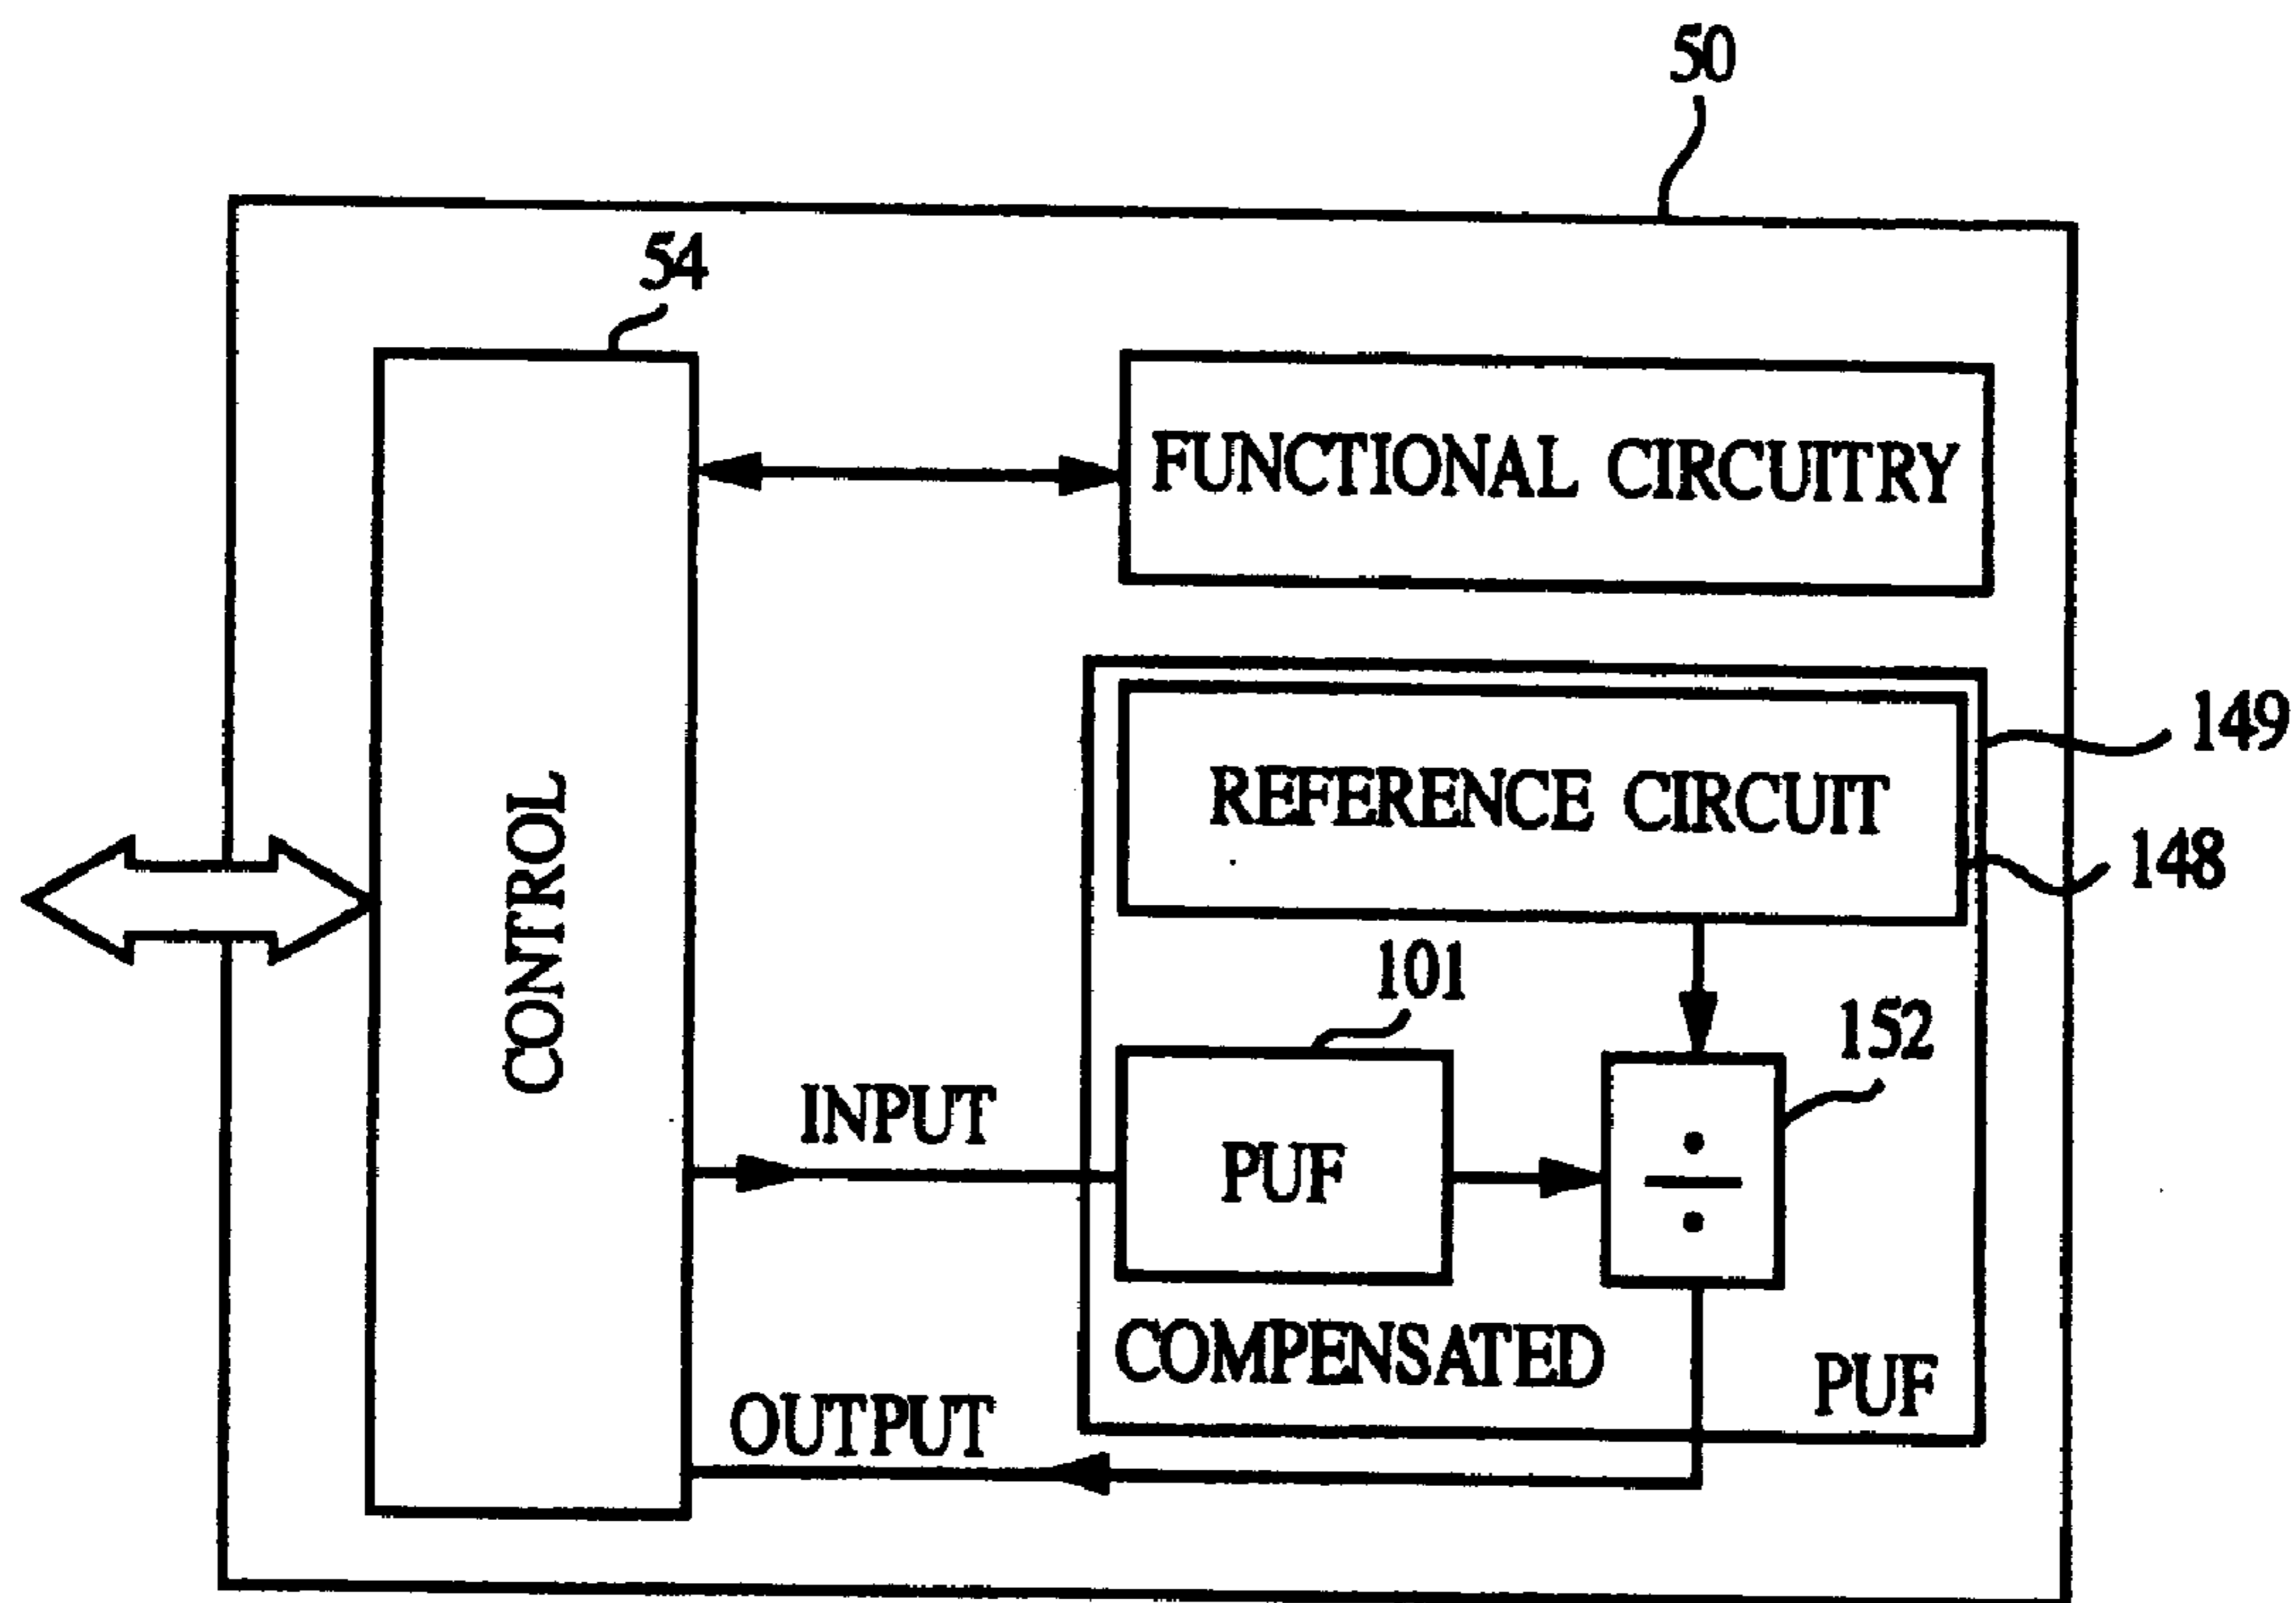 50
54
FUNCTIONAL CIRCUITRY
CONTROL
149
REFERENCE CIRCUIT
148
101
152
INPUT
PUF
÷
COMPENSATED
PUF
OUTPUT